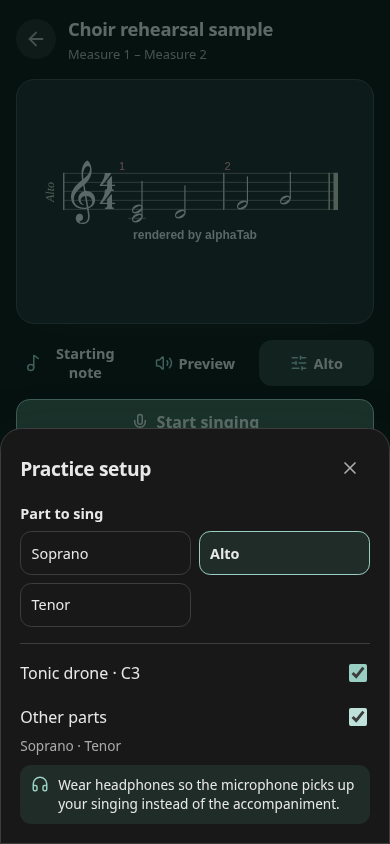 Choir rehearsal sample
Measure 1 – Measure 2
1
2
Alto
4
4
rendered by alphaTab
Starting
note
Preview
Alto
Start singing
Practice setup
Part to sing
Soprano
Alto
Tenor
Tonic drone · C3
Other parts
Soprano · Tenor
Wear headphones so the microphone picks up
your singing instead of the accompaniment.